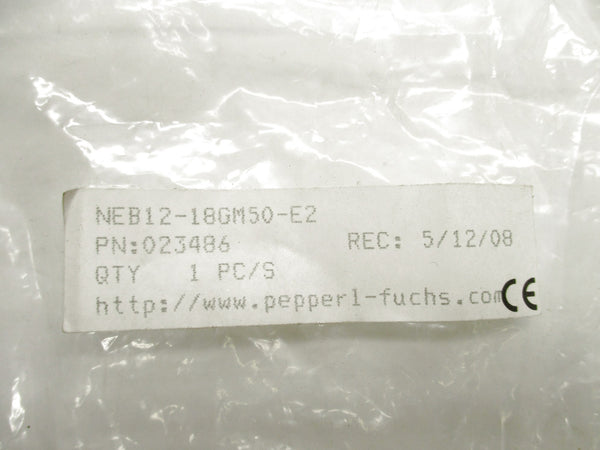 NEB12-18GM50-E2
PN:023486 REC: 5/12/08
QTY 1 PC/S
http://www.pepperl-fuchs.com CE